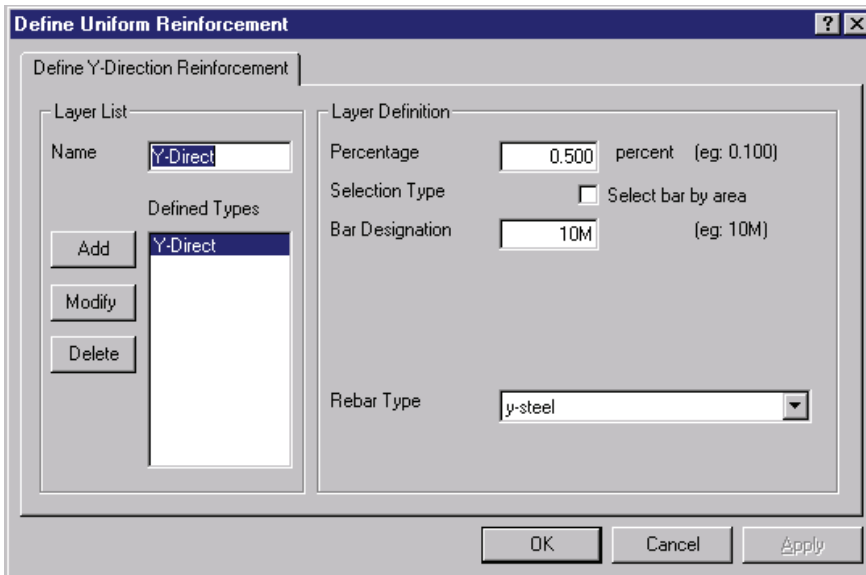 Define Uniform Reinforcement
Define Y-Direction Reinforcement
Layer List
Name Y-Direct
Defined Types
Y-Direct
Add
Modify
Delete
Layer Definition
Percentage 0.500 percent (eg: 0.100)
Selection Type Select bar by area
Bar Designation 10M (eg: 10M)
Rebar Type y-steel
OK Cancel Apply